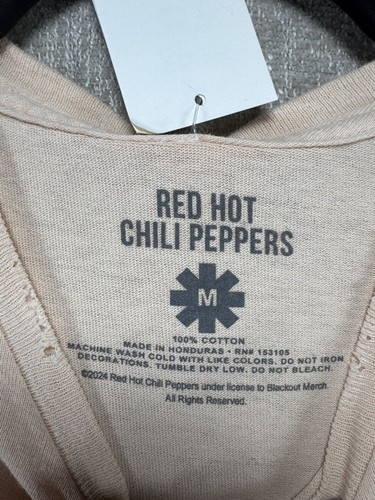 RED HOT
CHILI PEPPERS
M
100% COTTON
MADE IN HONDURAS • RN# 153105
MACHINE WASH COLD WITH LIKE COLORS. DO NOT IRON
DECORATIONS. TUMBLE DRY LOW. DO NOT BLEACH.
©2024 Red Hot Chili Peppers under license to Blackout Merch.
All Rights Reserved.